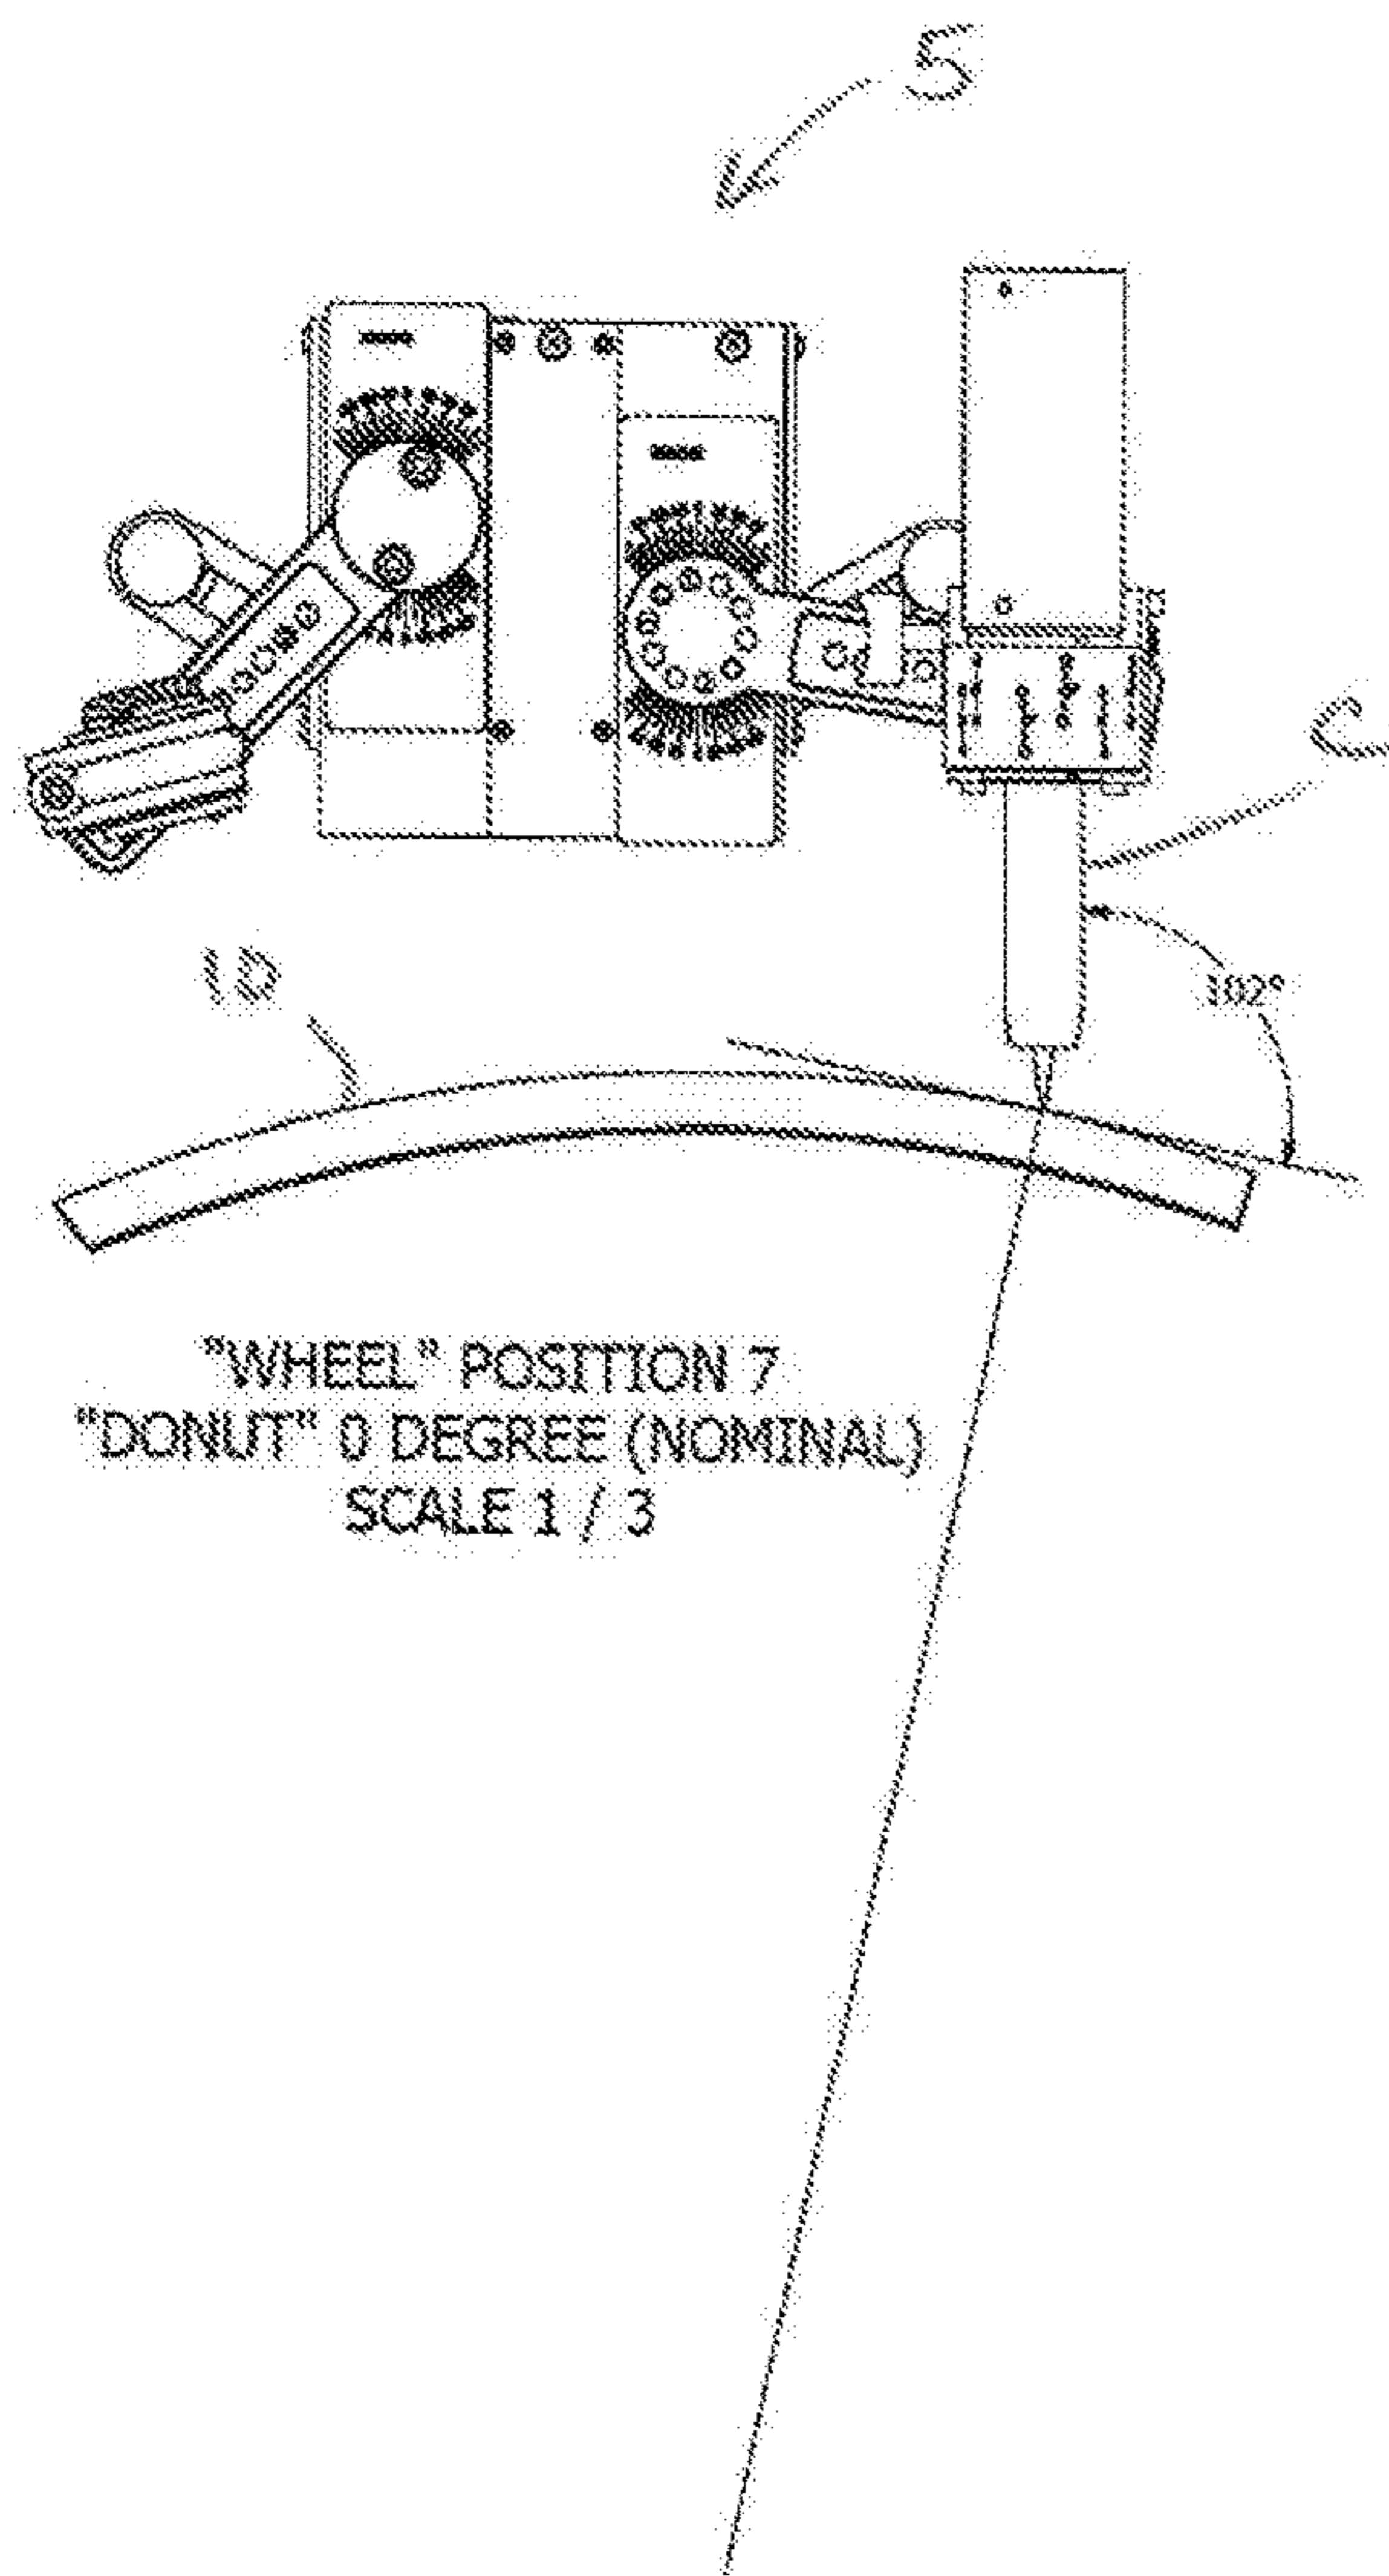 5
C
102°
10
"WHEEL" POSITION 7
"DONUT" 0 DEGREE (NOMINAL)
SCALE 1 / 3